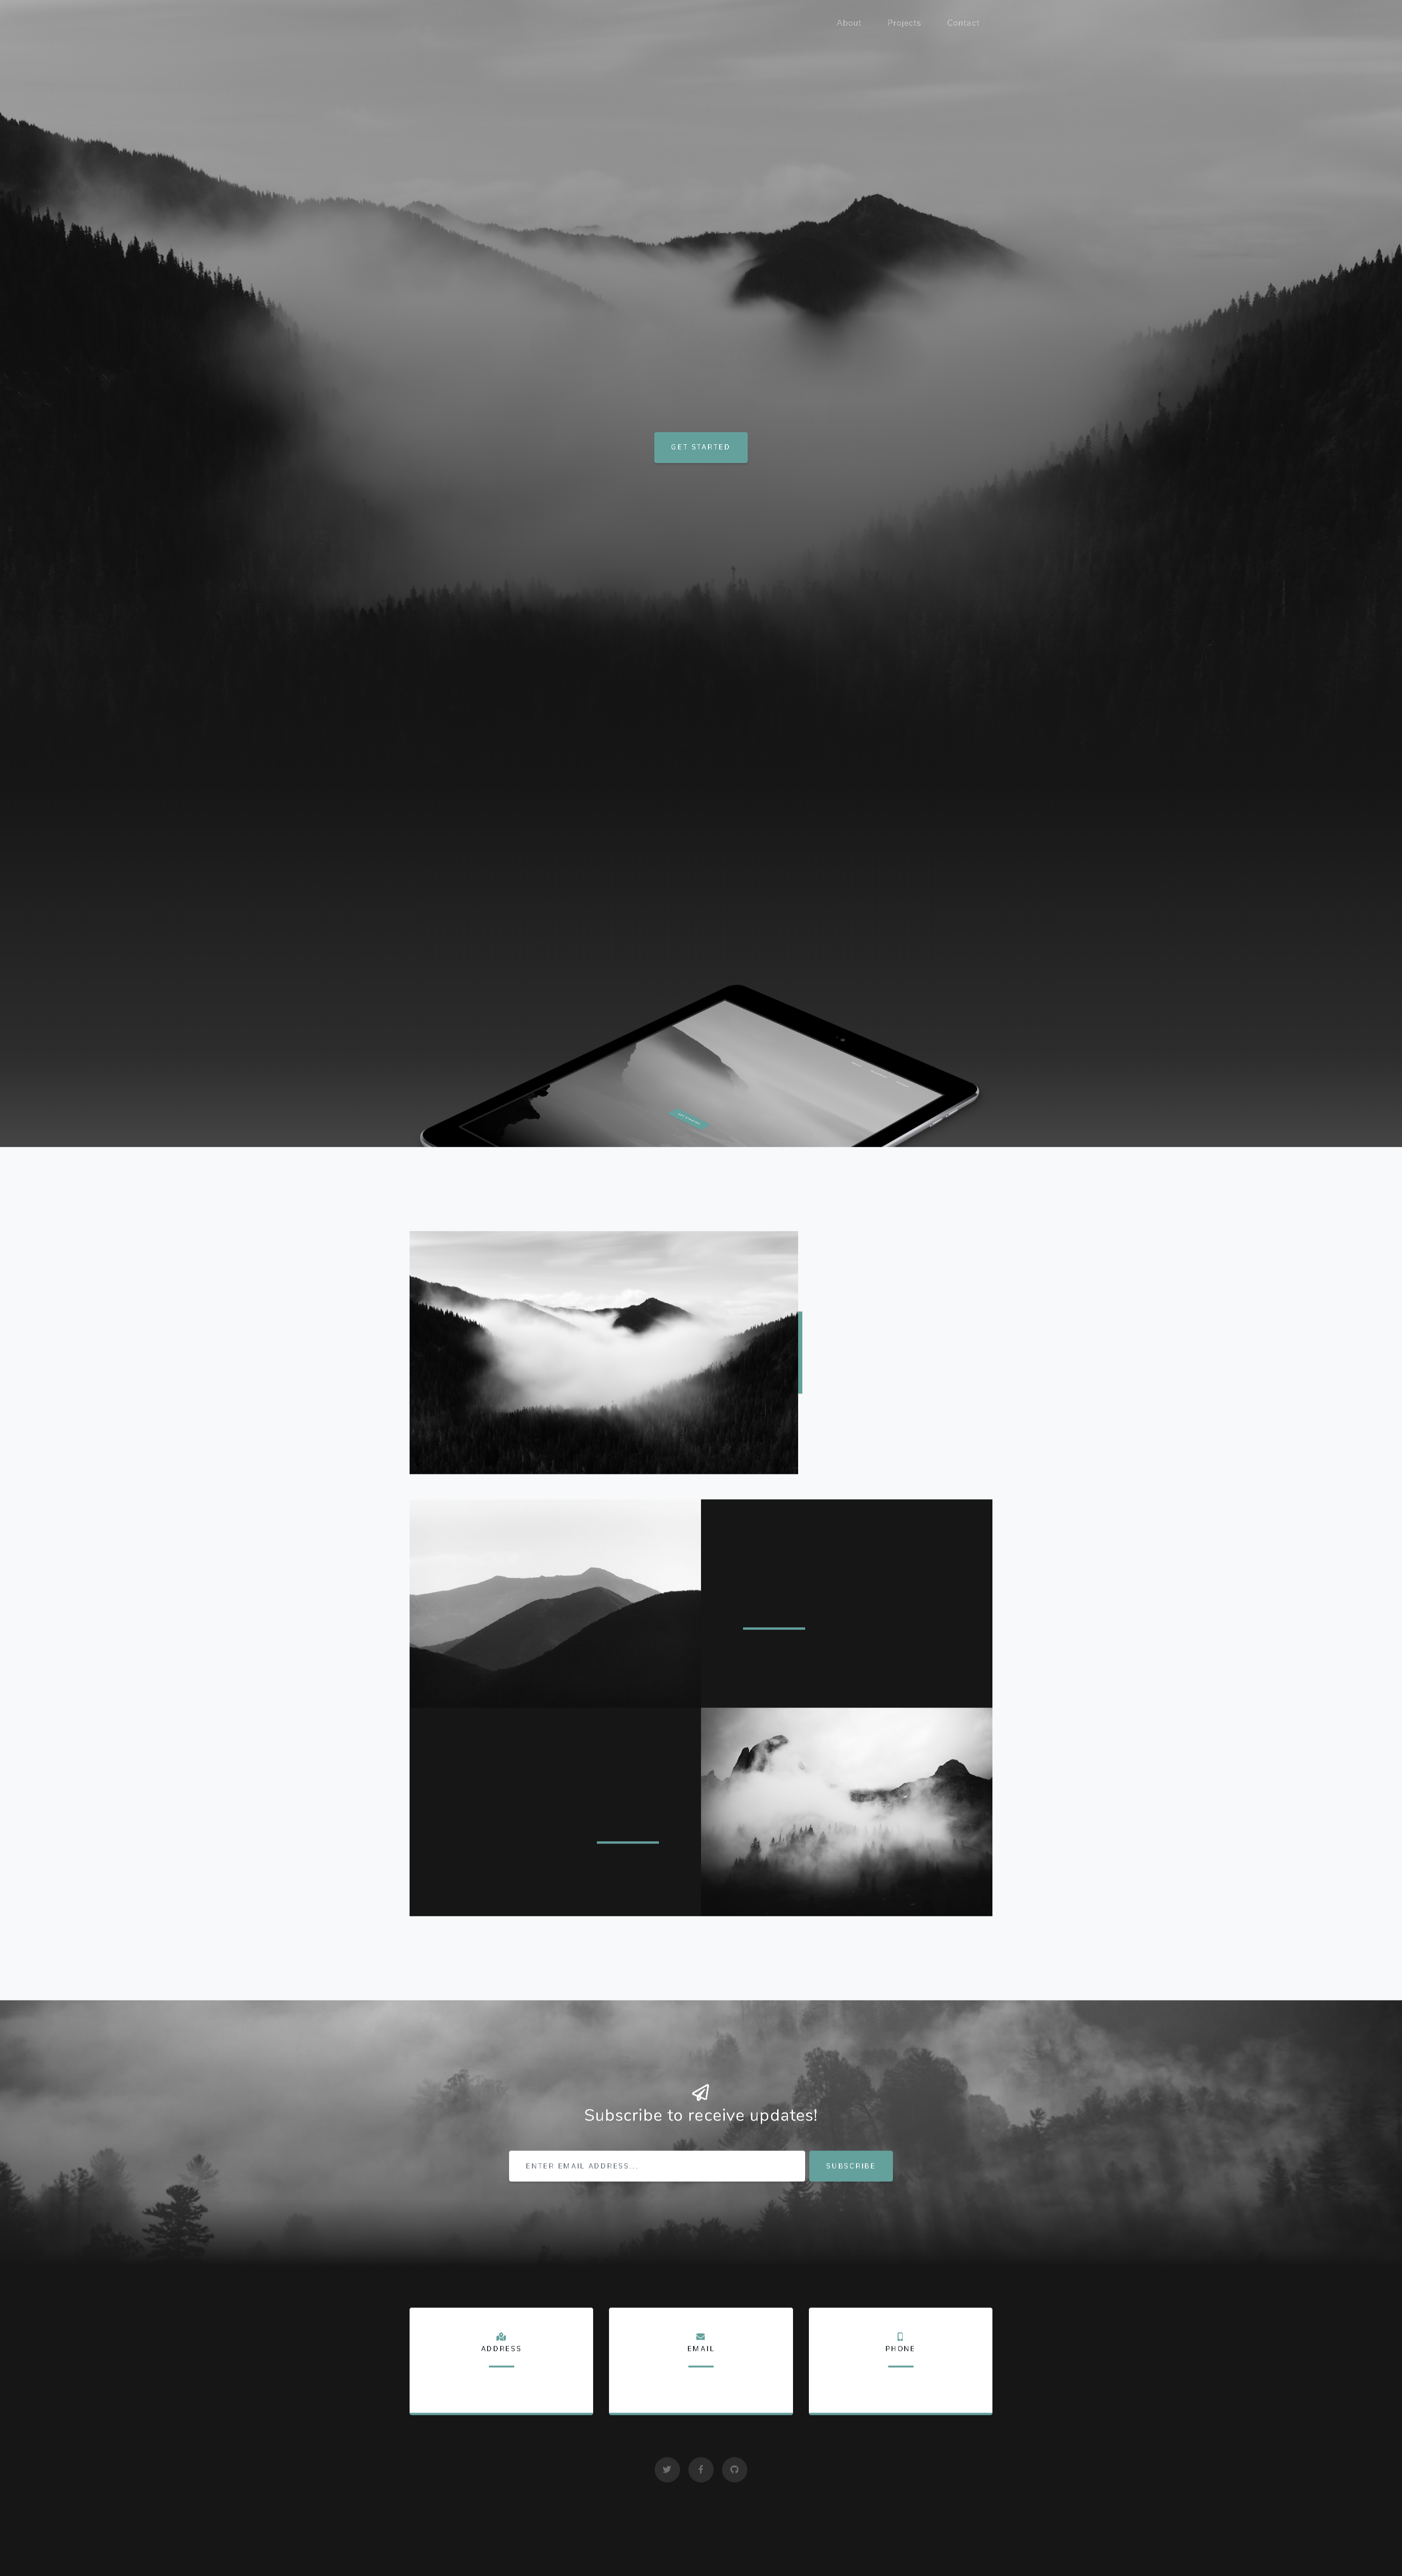 About Projects Contact
GET STARTED
Subscribe to receive updates!
ENTER EMAIL ADDRESS...
SUBSCRIBE
ADDRESS
EMAIL
PHONE